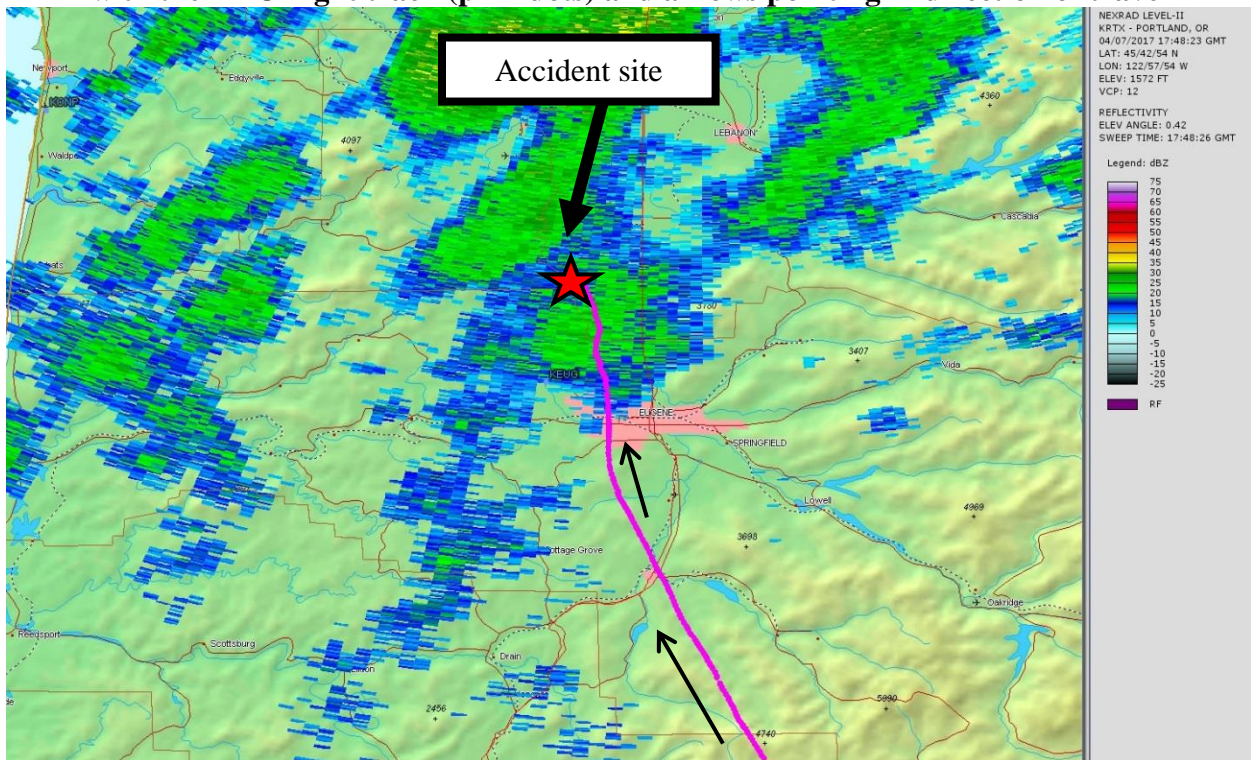 Accident site
NEXRAD LEVEL-II
KRTX - PORTLAND, OR
04/07/2017 17:48:23 GMT
LAT: 45/42/54 N
LON: 122/57/54 W
ELEV: 1572 FT
VCP: 12
REFLECTIVITY
ELEV ANGLE: 0.42
SWEEP TIME: 17:48:26 GMT
Legend: dBZ
75
70
65
60
55
50
45
40
35
30
25
20
15
10
5
0
-5
-10
-15
-20
-25
RF
Eddyville
KONP
4360
LEBANON
4097
Cascadia
3407
Vida
KEUG
EUGENE
SPRINGFIELD
Lowell
4969
3698
ottage Grove
Oakridge
Reedsport
Scottsburg
Drain
5990
2456
4740